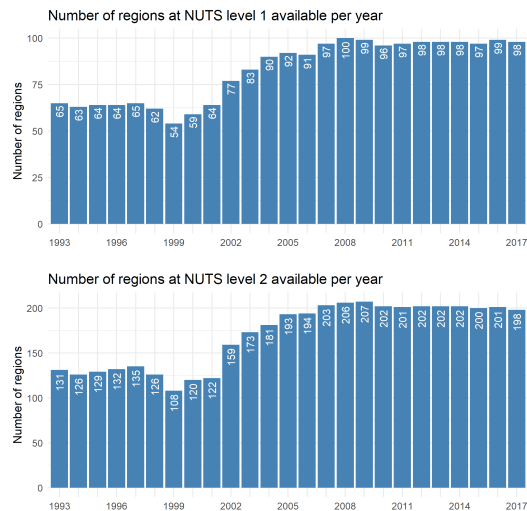 Number of regions at NUTS level 1 available per year
Number of regions
100
75
50
25
0
65 63 64 64 65 62 54 59 64 77 83 90 92 91 97 100 99 96 97 98 98 98 97 99 98
1993 1996 1999 2002 2005 2008 2011 2014 2017
Number of regions at NUTS level 2 available per year
Number of regions
200
150
100
50
0
131 126 129 132 135 126 108 120 122 159 173 181 193 194 203 206 207 202 201 202 202 202 200 201 198
1993 1996 1999 2002 2005 2008 2011 2014 2017